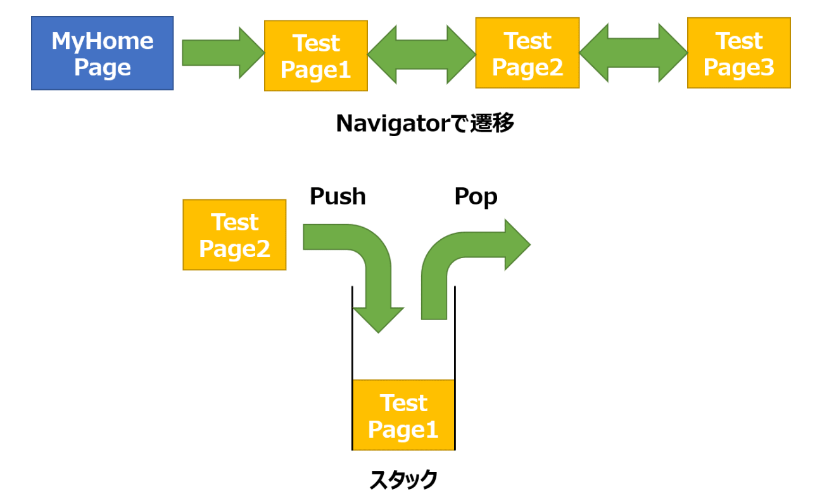 MyHome
Page
Test
Page1
Test
Page2
Test
Page3
Navigatorで遷移
Push
Pop
Test
Page2
Test
Page1
スタック